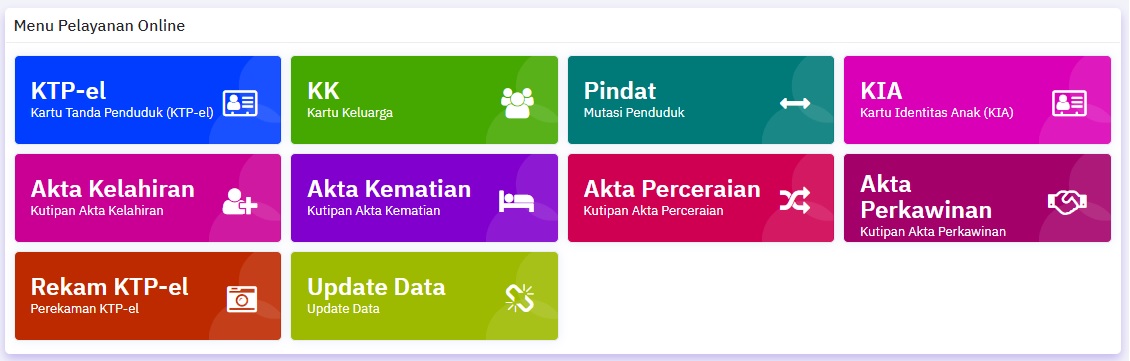 Menu Pelayanan Online
KTP-el
Kartu Tanda Penduduk (KTP-el)
KK
Kartu Keluarga
Pindat
Mutasi Penduduk
KIA
Kartu Identitas Anak (KIA)
Akta Kelahiran
Kutipan Akta Kelahiran
Akta Kematian
Kutipan Akta Kematian
Akta Perceraian
Kutipan Akta Perceraian
Akta
Perkawinan
Kutipan Akta Perkawinan
Rekam KTP-el
Perekaman KTP-el
Update Data
Update Data